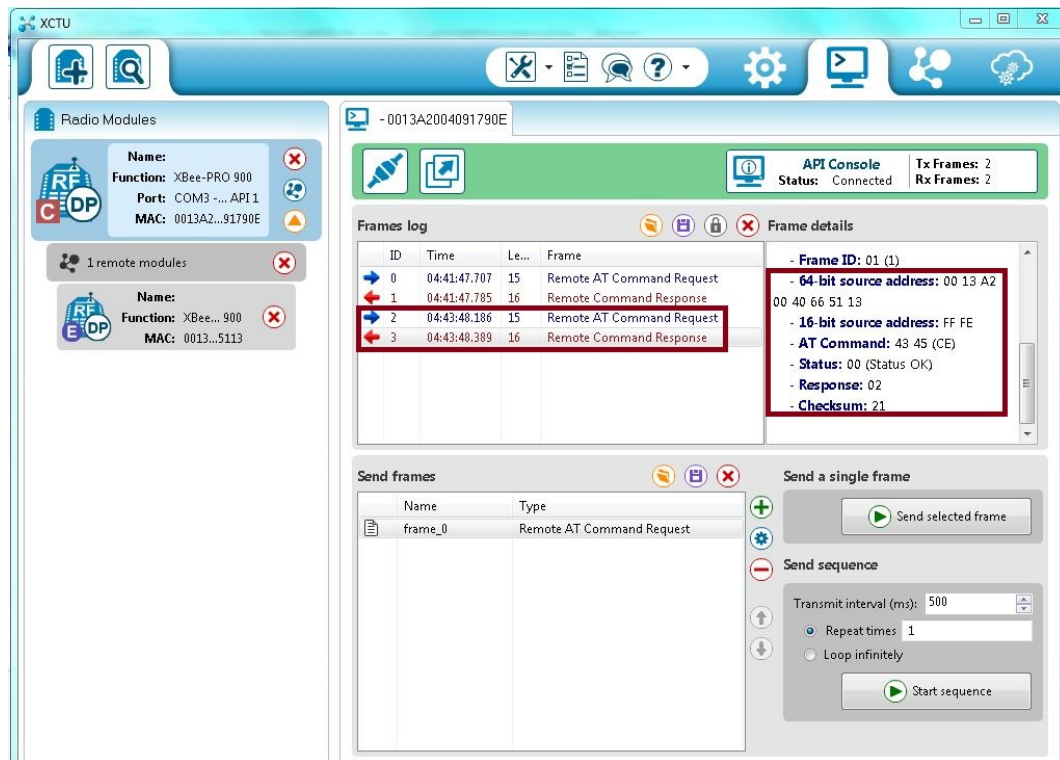 XCTU
Radio Modules
Name:
Function: XBee-PRO 900
Port: COM3 -... API 1
MAC: 0013A2...91790E
RF
C
DP
1 remote modules
Name:
Function: XBee... 900
MAC: 0013...5113
RF
E
DP
- 0013A2004091790E
API Console
Status: Connected
Tx Frames: 2
Rx Frames: 2
Frames log
ID Time Le... Frame
0 04:41:47.707 15 Remote AT Command Request
1 04:41:47.785 16 Remote Command Response
2 04:43:48.186 15 Remote AT Command Request
3 04:43:48.389 16 Remote Command Response
Frame details
- Frame ID: 01 (1)
- 64-bit source address: 00 13 A2
00 40 66 51 13
- 16-bit source address: FF FE
- AT Command: 43 45 (CE)
- Status: 00 (Status OK)
- Response: 02
- Checksum: 21
Send frames
Name Type
frame_0 Remote AT Command Request
Send a single frame
Send selected frame
Send sequence
Transmit interval (ms): 500
Repeat times 1
Loop infinitely
Start sequence